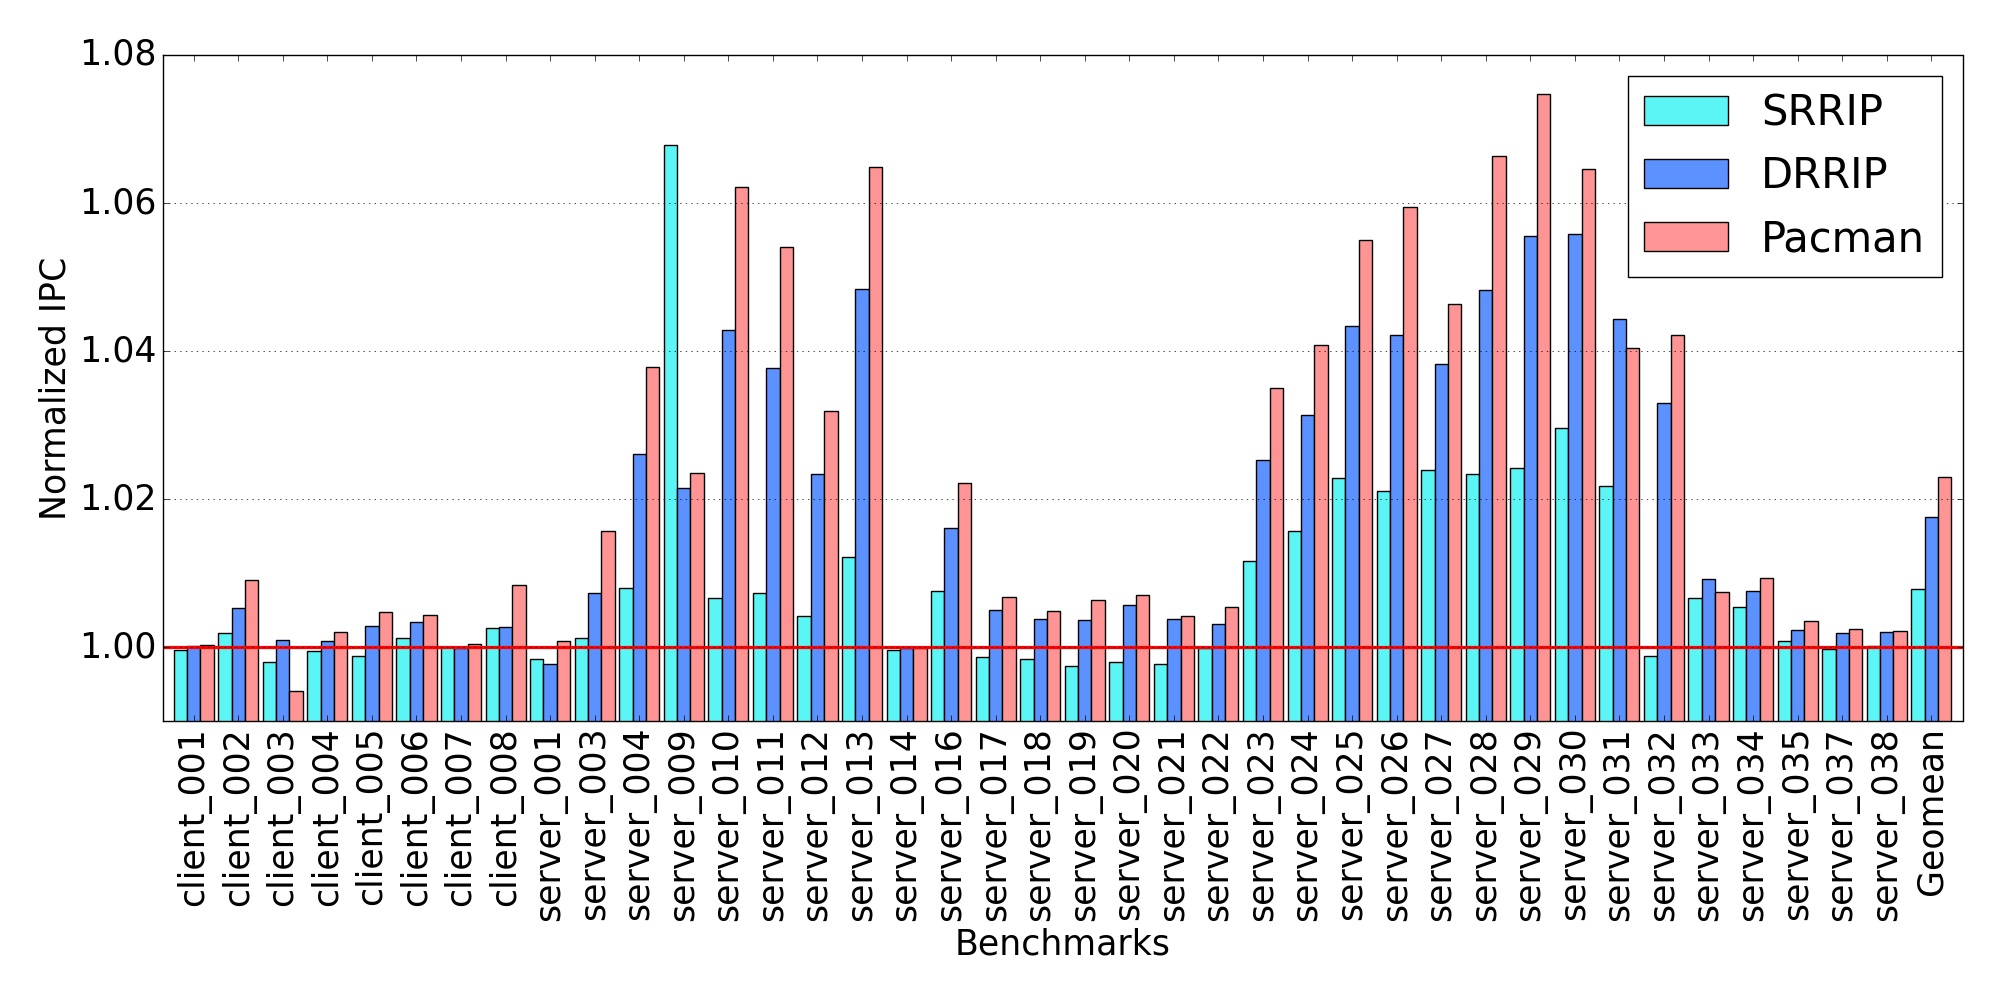 1.08
1.06
1.04
1.02
1.00
Normalized IPC
SRRIP
DRRIP
Pacman
client_001
client_002
client_003
client_004
client_005
client_006
client_007
client_008
server_001
server_003
server_004
server_009
server_010
server_011
server_012
server_013
server_014
server_016
server_017
server_018
server_019
server_020
server_021
server_022
server_023
server_024
server_025
server_026
server_027
server_028
server_029
server_030
server_031
server_032
server_033
server_034
server_035
server_037
server_038
Geomean
Benchmarks